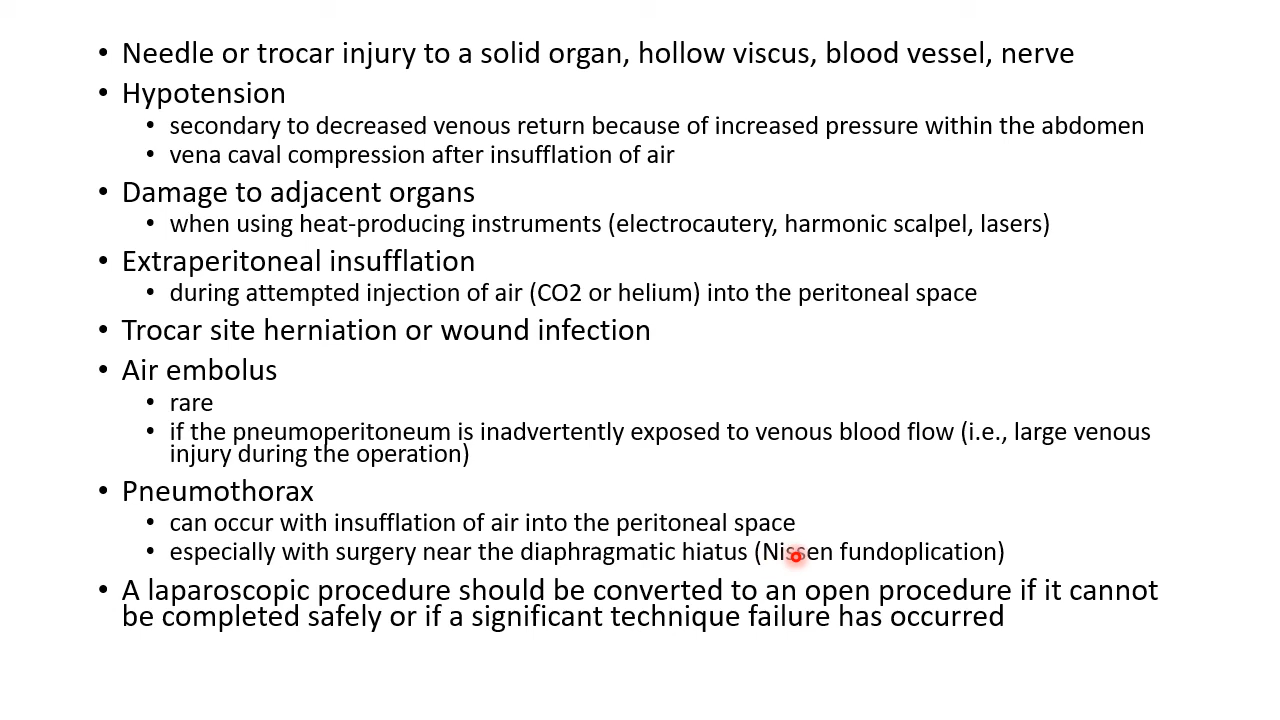 • Needle or trocar injury to a solid organ, hollow viscus, blood vessel, nerve
• Hypotension
• secondary to decreased venous return because of increased pressure within the abdomen
• vena caval compression after insufflation of air
• Damage to adjacent organs
• when using heat-producing instruments (electrocautery, harmonic scalpel, lasers)
• Extraperitoneal insufflation
• during attempted injection of air (CO2 or helium) into the peritoneal space
• Trocar site herniation or wound infection
• Air embolus
• rare
• if the pneumoperitoneum is inadvertently exposed to venous blood flow (i.e., large venous
injury during the operation)
• Pneumothorax
• can occur with insufflation of air into the peritoneal space
• especially with surgery near the diaphragmatic hiatus (Nissen fundoplication)
• A laparoscopic procedure should be converted to an open procedure if it cannot
be completed safely or if a significant technique failure has occurred